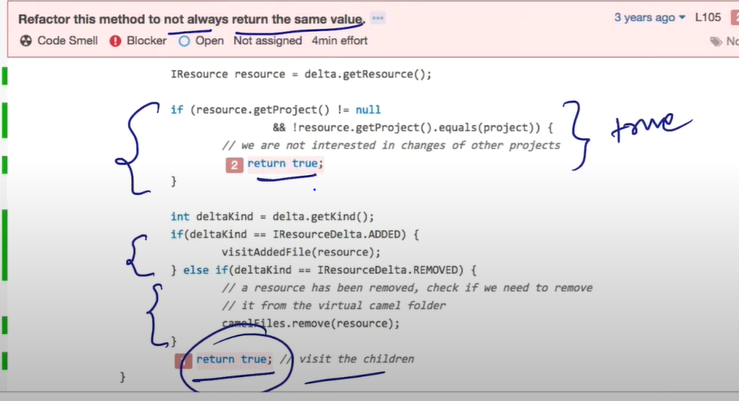 Refactor this method to not always return the same value. ...
3 years ago L105
Code Smell Blocker Open Not assigned 4min effort
IResource resource = delta.getResource();
if (resource.getProject() != null
&& !resource.getProject().equals(project)) {
true
// we are not interested in changes of other projects
2 return true;
}
int deltaKind = delta.getKind();
if(deltaKind == IResourceDelta.ADDED) {
visitAddedFile(resource);
} else if(deltaKind == IResourceDelta.REMOVED) {
// a resource has been removed, check if we need to remove
// it from the virtual camel folder
camelFiles.remove(resource);
}
return true; // visit the children
}